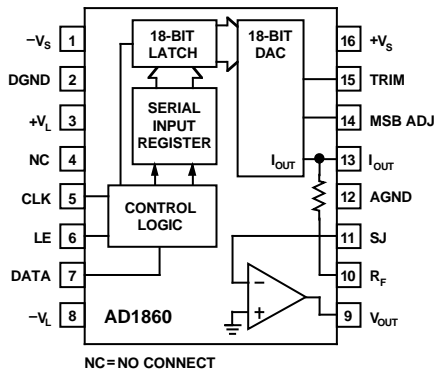 −VS 1
DGND 2
+VL 3
NC 4
CLK 5
LE 6
DATA 7
−VL 8
18-BIT
LATCH
SERIAL
INPUT
REGISTER
CONTROL
LOGIC
18-BIT
DAC
IOUT
−
+
AD1860
16 +VS
15 TRIM
14 MSB ADJ
13 IOUT
12 AGND
11 SJ
10 RF
9 VOUT
NC = NO CONNECT